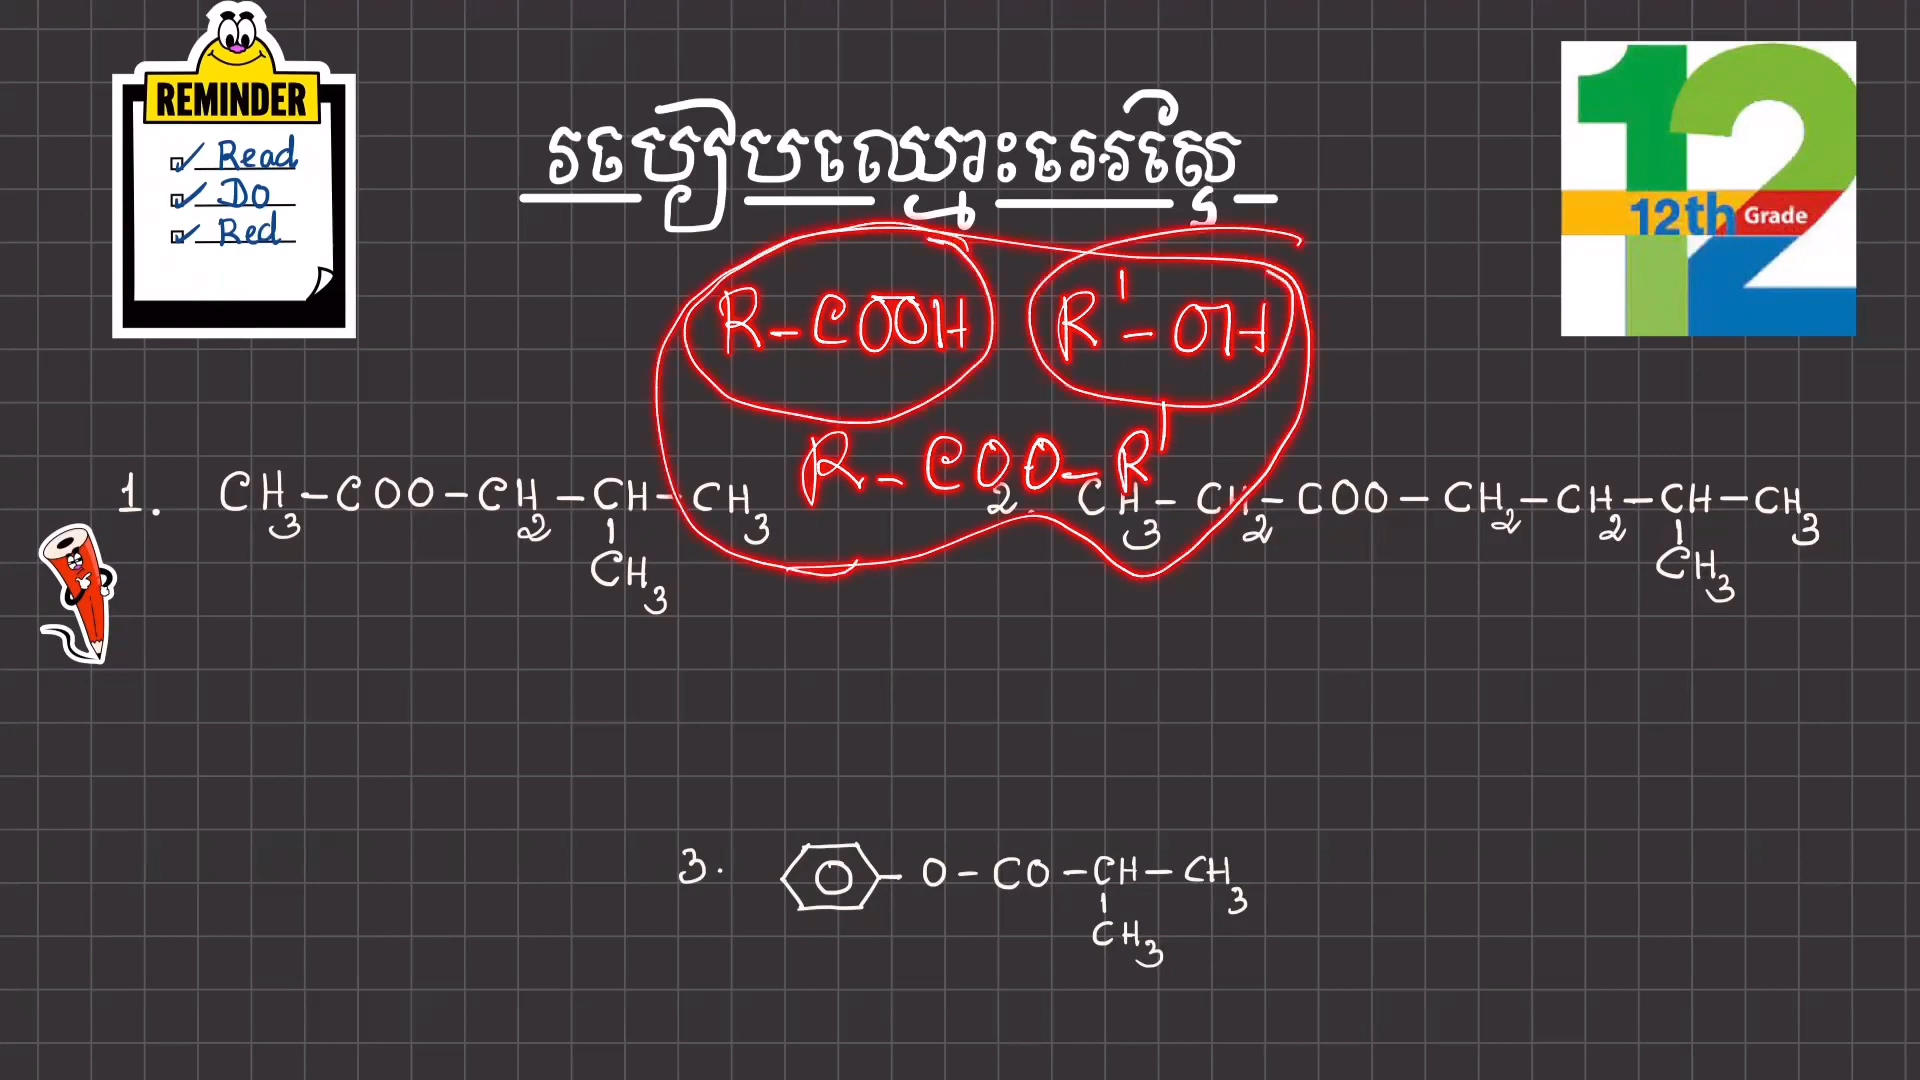 REMINDER
Read
Do
Red
របៀបឈ្មោះអេស្ទែ
12
12th Grade
R-COOH R'-OH
R-COO-R'
1. CH₃-COO-CH₂-CH-CH₃
CH₃
2. CH₃-CH₂-COO-CH₂-CH₂-CH-CH₃
CH₃
3. O-CO-CH-CH₃
CH₃